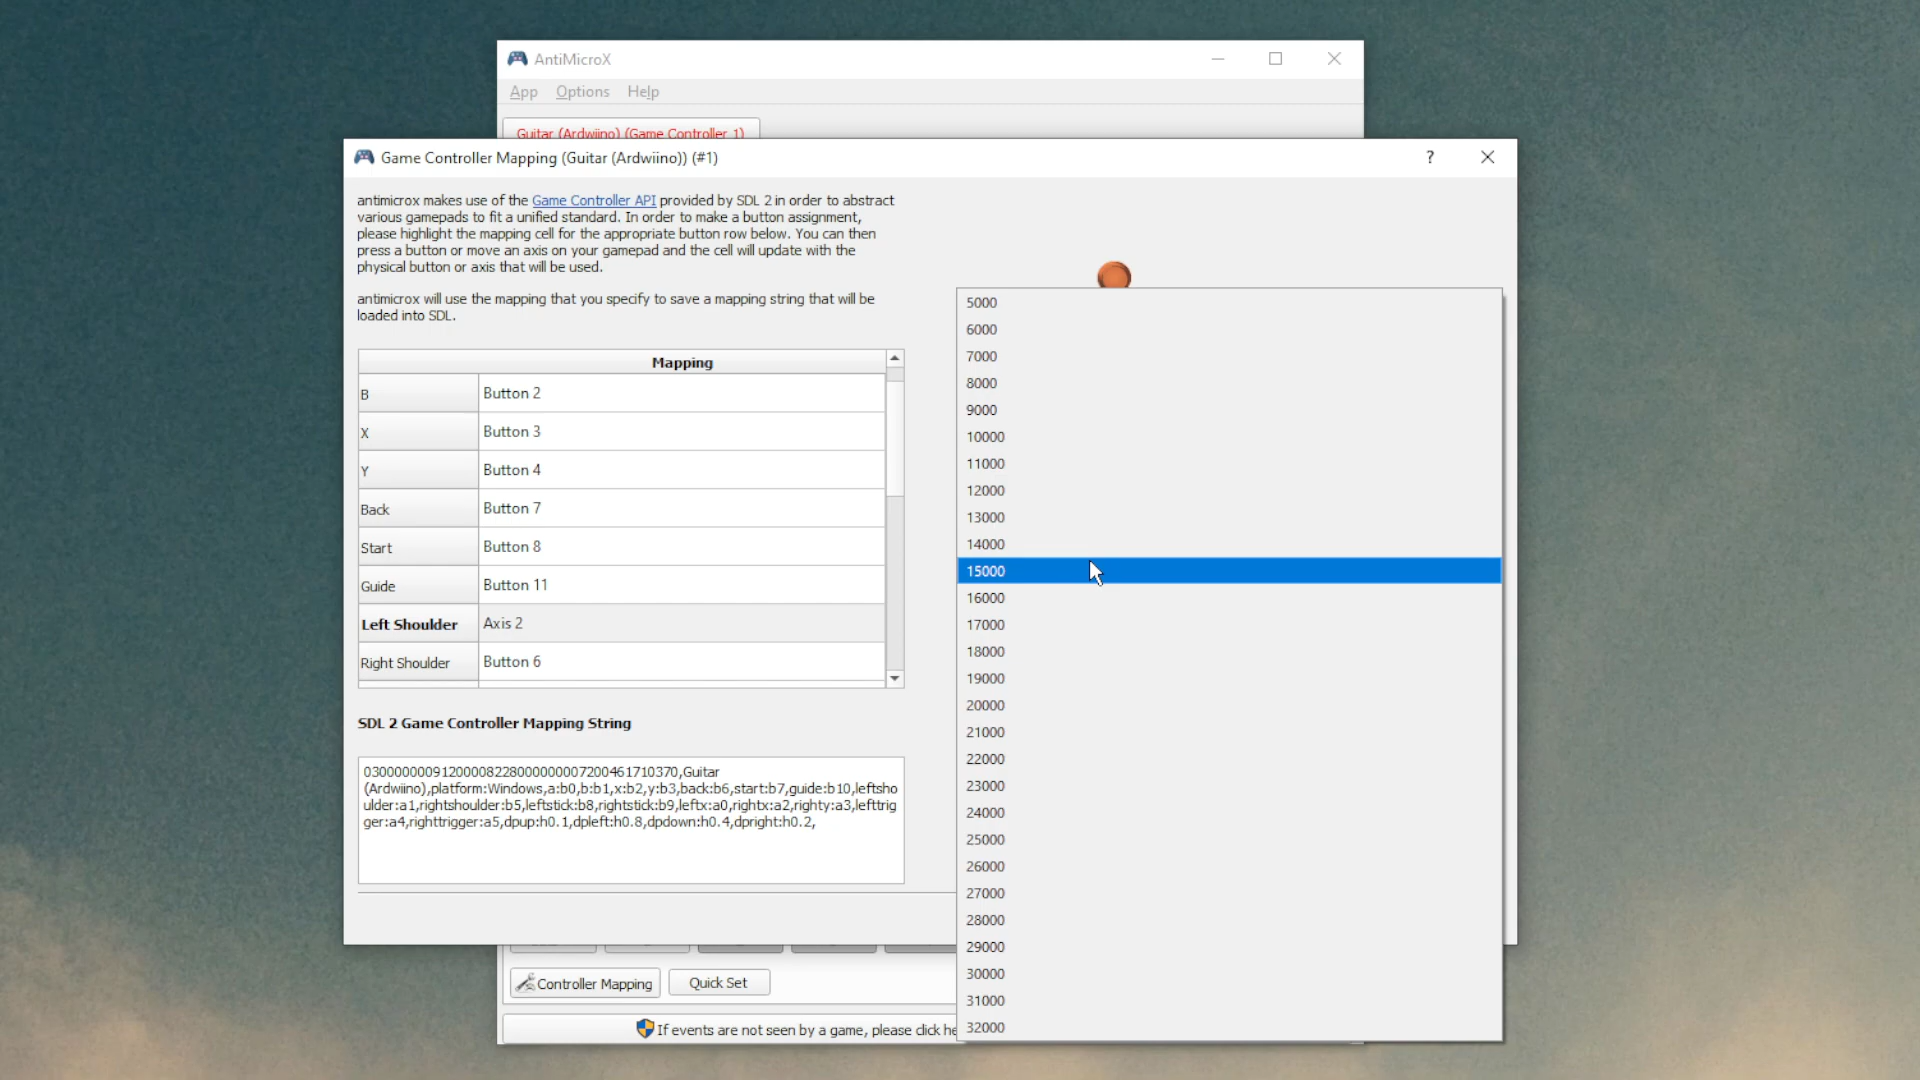 AntiMicroX
App Options Help
Guitar (Ardwiino) (Game Controller 1)
Game Controller Mapping (Guitar (Ardwiino)) (#1)
?
antimicrox makes use of the Game Controller API provided by SDL 2 in order to abstract
various gamepads to fit a unified standard. In order to make a button assignment,
please highlight the mapping cell for the appropriate button row below. You can then
press a button or move an axis on your gamepad and the cell will update with the
physical button or axis that will be used.
antimicrox will use the mapping that you specify to save a mapping string that will be
loaded into SDL.
Mapping
B Button 2
X Button 3
Y Button 4
Back Button 7
Start Button 8
Guide Button 11
Left Shoulder Axis 2
Right Shoulder Button 6
SDL 2 Game Controller Mapping String
03000000091200008228000000007200461710370,Guitar
(Ardwiino),platform:Windows,a:b0,b:b1,x:b2,y:b3,back:b6,start:b7,guide:b10,leftsho
ulder:a1,rightshoulder:b5,leftstick:b8,rightstick:b9,leftx:a0,rightx:a2,righty:a3,lefttrig
ger:a4,righttrigger:a5,dpup:h0.1,dpleft:h0.8,dpdown:h0.4,dpright:h0.2,
5000
6000
7000
8000
9000
10000
11000
12000
13000
14000
15000
16000
17000
18000
19000
20000
21000
22000
23000
24000
25000
26000
27000
28000
29000
30000
31000
32000
Controller Mapping
Quick Set
If events are not seen by a game, please click he